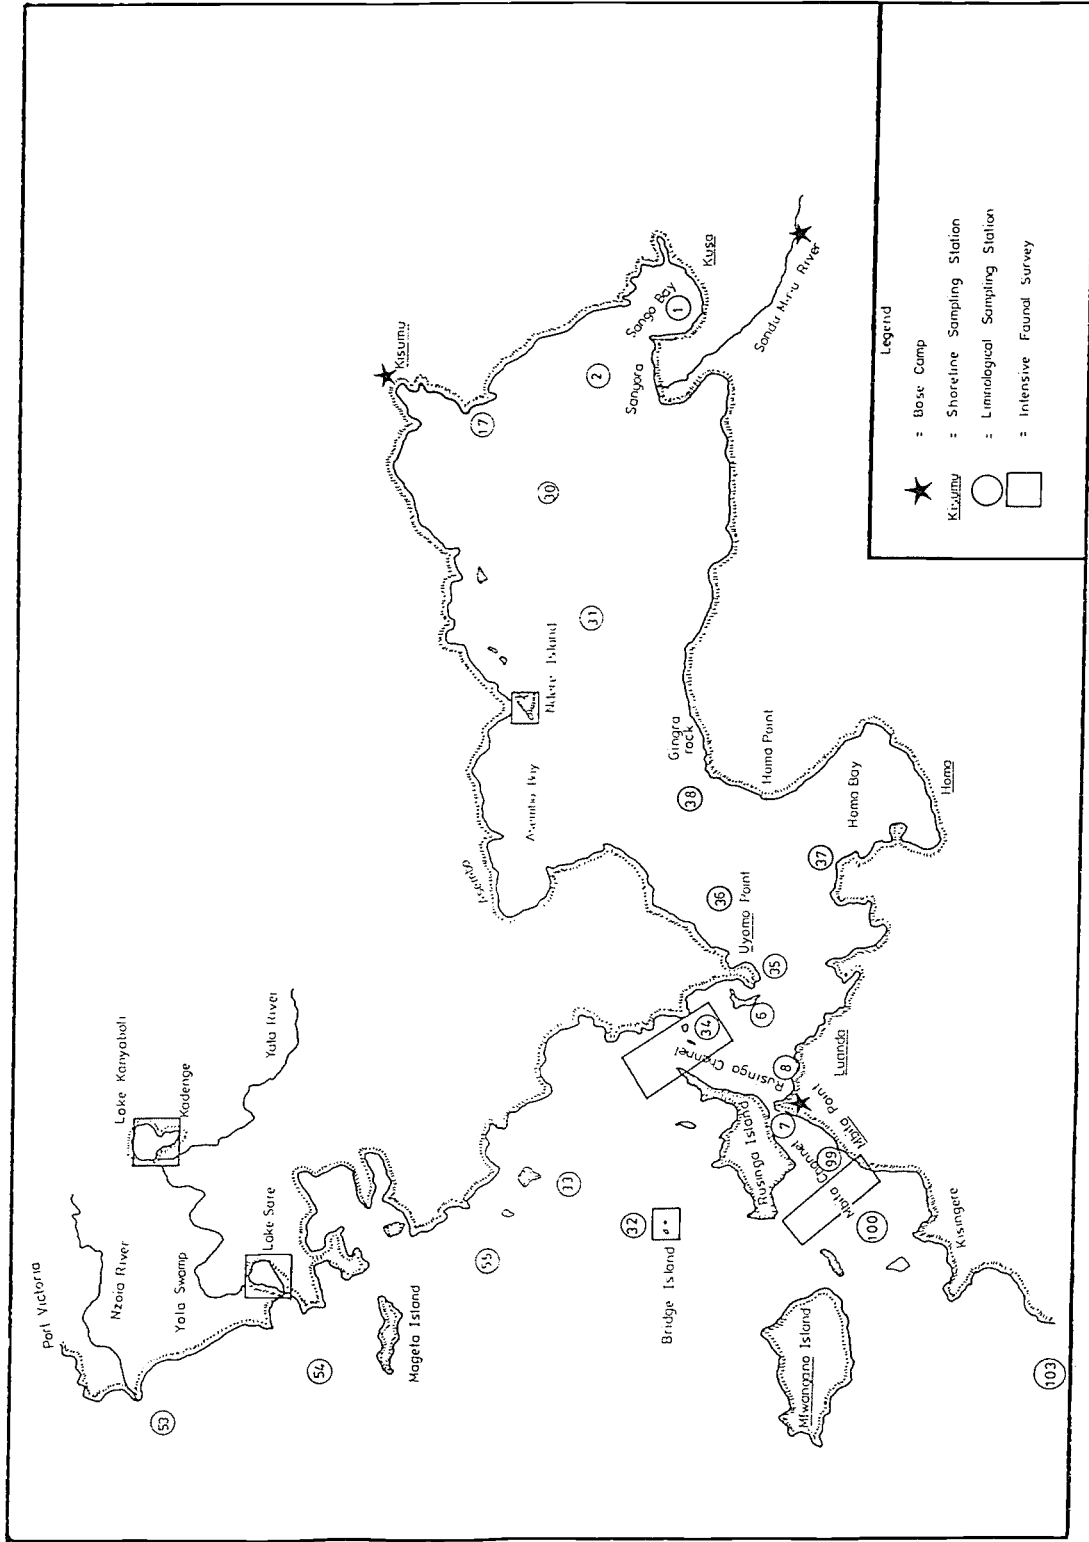 Port Victoria
Nzoia River
Yala Swamp
Lake Kanyaboli
Kadenge
Yala River
Lake Sare
Mageta Island
53
54
55
33
32
Bridge Island
Asembo Bay
Ndere Island
Kisumu
17
30
31
2
Sango Bay
1
Kusa
Sanyora
Sondu Miriu River
Gingra
rock
38
Homa Point
Homa Bay
Homa
37
36
Uyoma Point
35
6
34
Rusinga Channel
Rusinga Island
8
7
Luanda
Mbita Point
99
Mbita Channel
100
Mfwangano Island
Kisingere
103
Legend
= Base Camp
Kisumu = Shoreline Sampling Station
= Limnological Sampling Station
= Intensive Faunal Survey